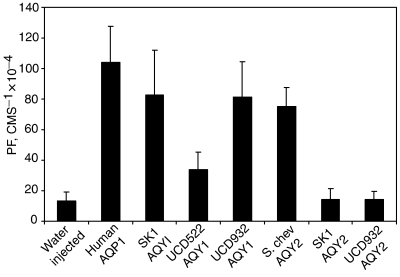 PF, CMS–1 ×10–4
140
120
100
80
60
40
20
0
Water
injected
Human
AQP1
SK1
AQY1
UCD522
AQY1
UCD932
AQY1
S. chev
AQY2
SK1
AQY2
UCD932
AQY2